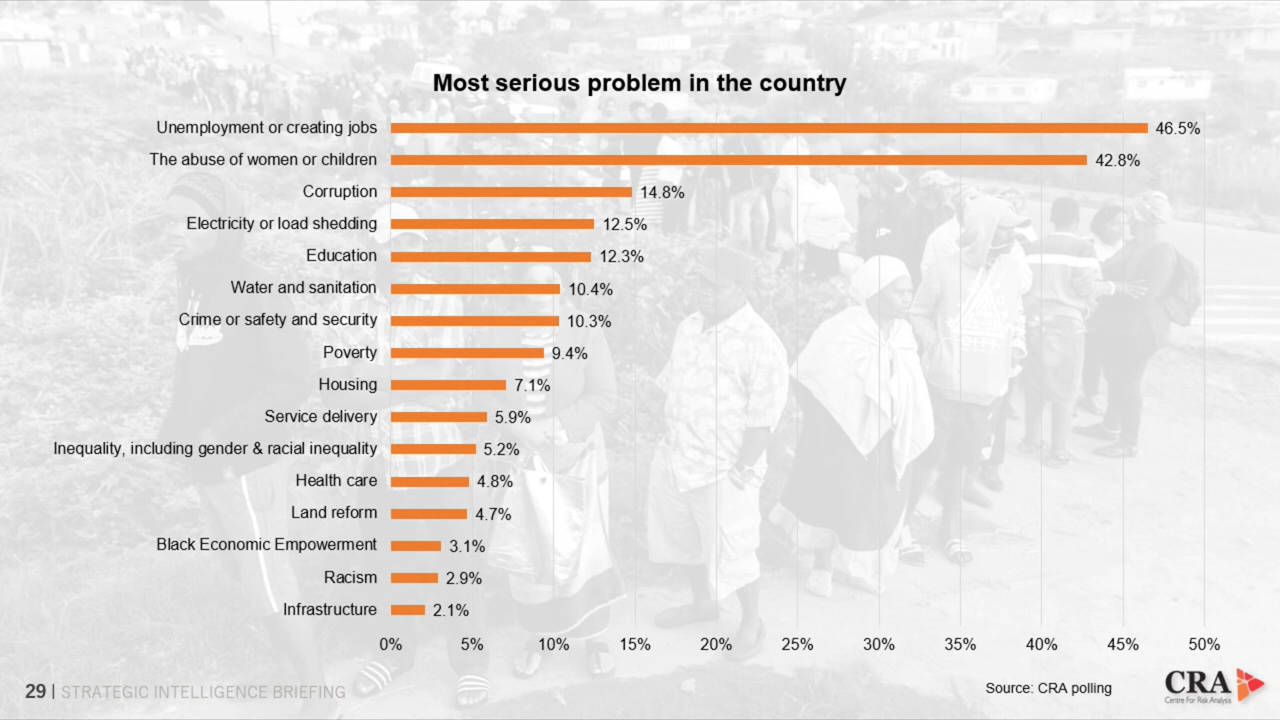 Most serious problem in the country
Unemployment or creating jobs 46.5%
The abuse of women or children 42.8%
Corruption 14.8%
Electricity or load shedding 12.5%
Education 12.3%
Water and sanitation 10.4%
Crime or safety and security 10.3%
Poverty 9.4%
Housing 7.1%
Service delivery 5.9%
Inequality, including gender & racial inequality 5.2%
Health care 4.8%
Land reform 4.7%
Black Economic Empowerment 3.1%
Racism 2.9%
Infrastructure 2.1%
0% 5% 10% 15% 20% 25% 30% 35% 40% 45% 50%
29 | STRATEGIC INTELLIGENCE BRIEFING
Source: CRA polling
CRA
Centre For Risk Analysis